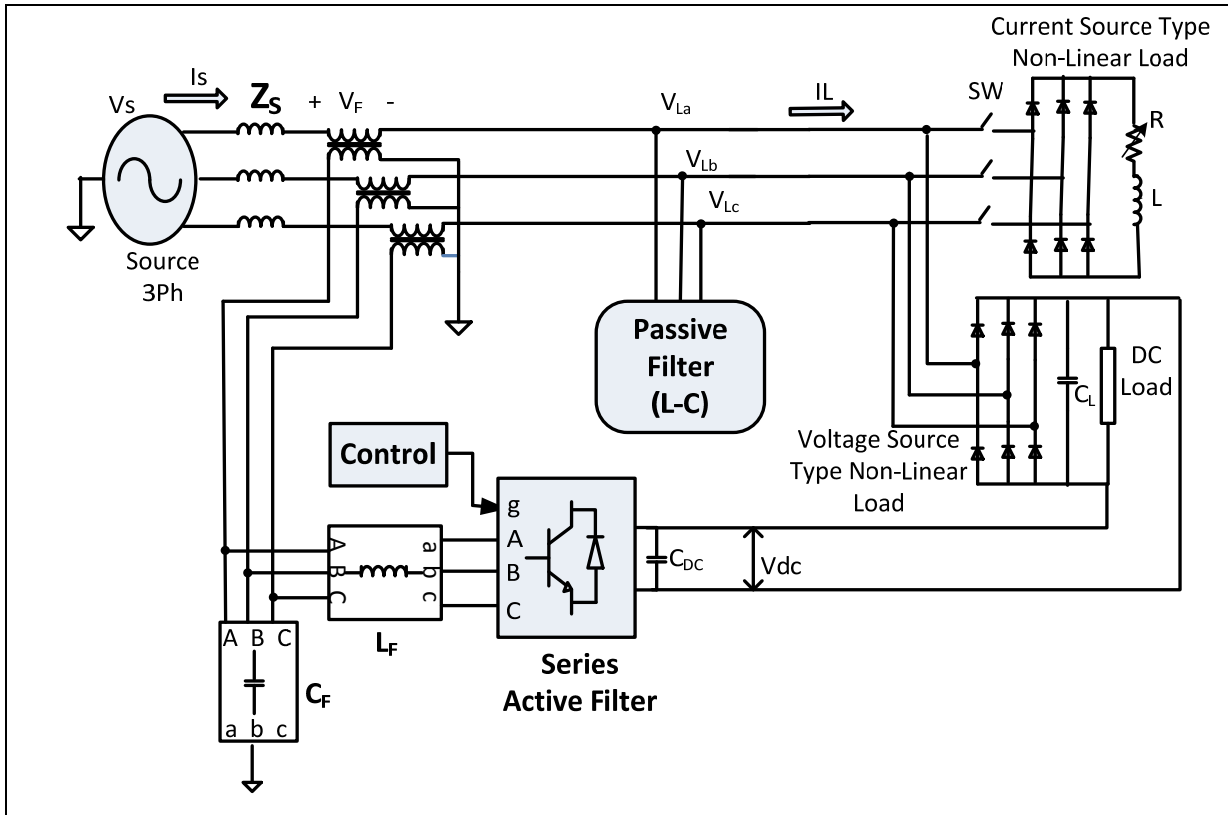 Current Source Type
Non-Linear Load
Is
Vs
ZS
+ VF -
VLa
IL
SW
R
VLb
VLc
L
Source
3Ph
Passive
Filter
(L-C)
DC
Load
CL
Voltage Source
Type Non-Linear
Load
Control
g
A
B
C
A
B
C
a
b
c
CDC
Vdc
LF
A B C
CF
a b c
Series
Active Filter